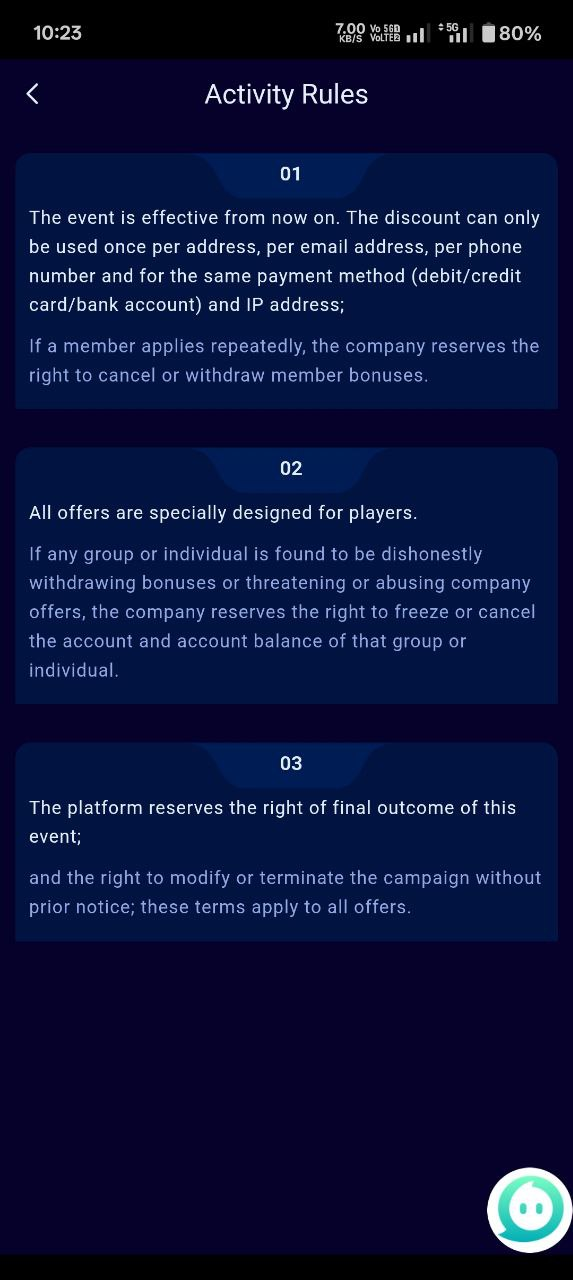 10:23
7.00 KB/S Vo 5G VoLTE2 5G 80%
Activity Rules
01
The event is effective from now on. The discount can only
be used once per address, per email address, per phone
number and for the same payment method (debit/credit
card/bank account) and IP address;
If a member applies repeatedly, the company reserves the
right to cancel or withdraw member bonuses.
02
All offers are specially designed for players.
If any group or individual is found to be dishonestly
withdrawing bonuses or threatening or abusing company
offers, the company reserves the right to freeze or cancel
the account and account balance of that group or
individual.
03
The platform reserves the right of final outcome of this
event;
and the right to modify or terminate the campaign without
prior notice; these terms apply to all offers.